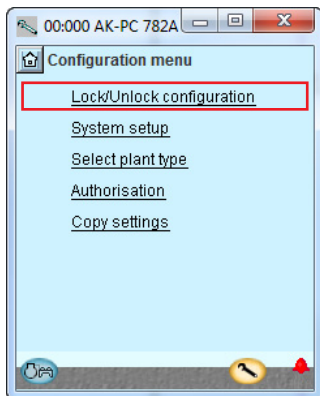 00:000 AK-PC 782A
Configuration menu
Lock/Unlock configuration
System setup
Select plant type
Authorisation
Copy settings